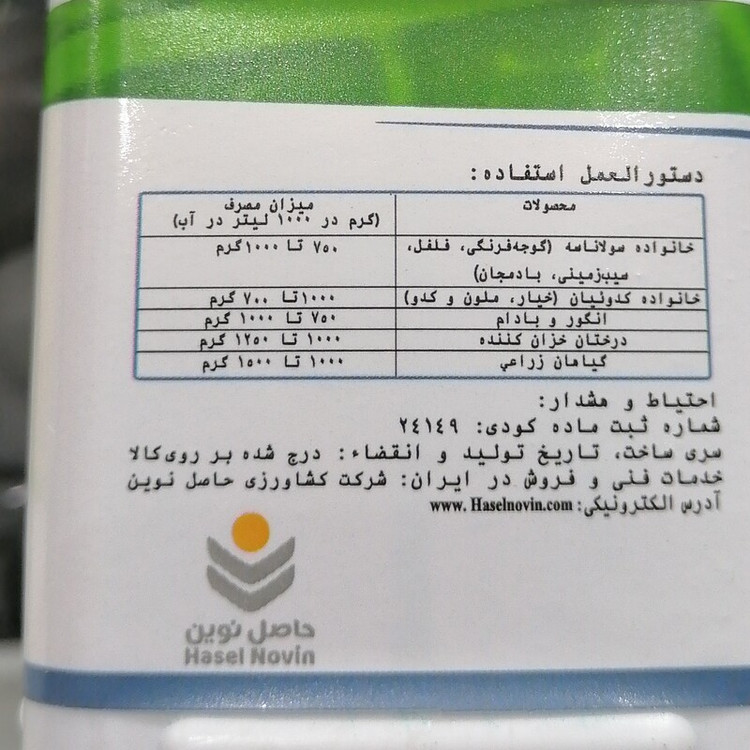 دستورالعمل استفاده:
محصولات
میزان مصرف
(گرم در ۱۰۰۰ لیتر در آب)
خانواده سولاناسه (گوجه‌فرنگی، فلفل، سیب‌زمینی، بادمجان)
۷۵۰ تا ۱۰۰۰گرم
خانواده کدوئیان (خیار، ملون و کدو)
۱۰۰۰تا ۷۰۰ گرم
انگور و بادام
۷۵۰ تا ۱۰۰۰ گرم
درختان خزان کننده
۱۰۰۰ تا ۱۲۵۰ گرم
گیاهان زراعی
۱۰۰۰ تا ۱۵۰۰ گرم
احتیاط و هشدار:
شماره ثبت ماده کودی: ۲۴۱۴۹
سری ساخت، تاریخ تولید و انقضاء: درج شده بر روی‌کالا
خدمات فنی و فروش در ایران: شرکت کشاورزی حاصل نوین
آدرس الکترونیکی: www. Haselnovin.com
حاصل نوین
Hasel Novin